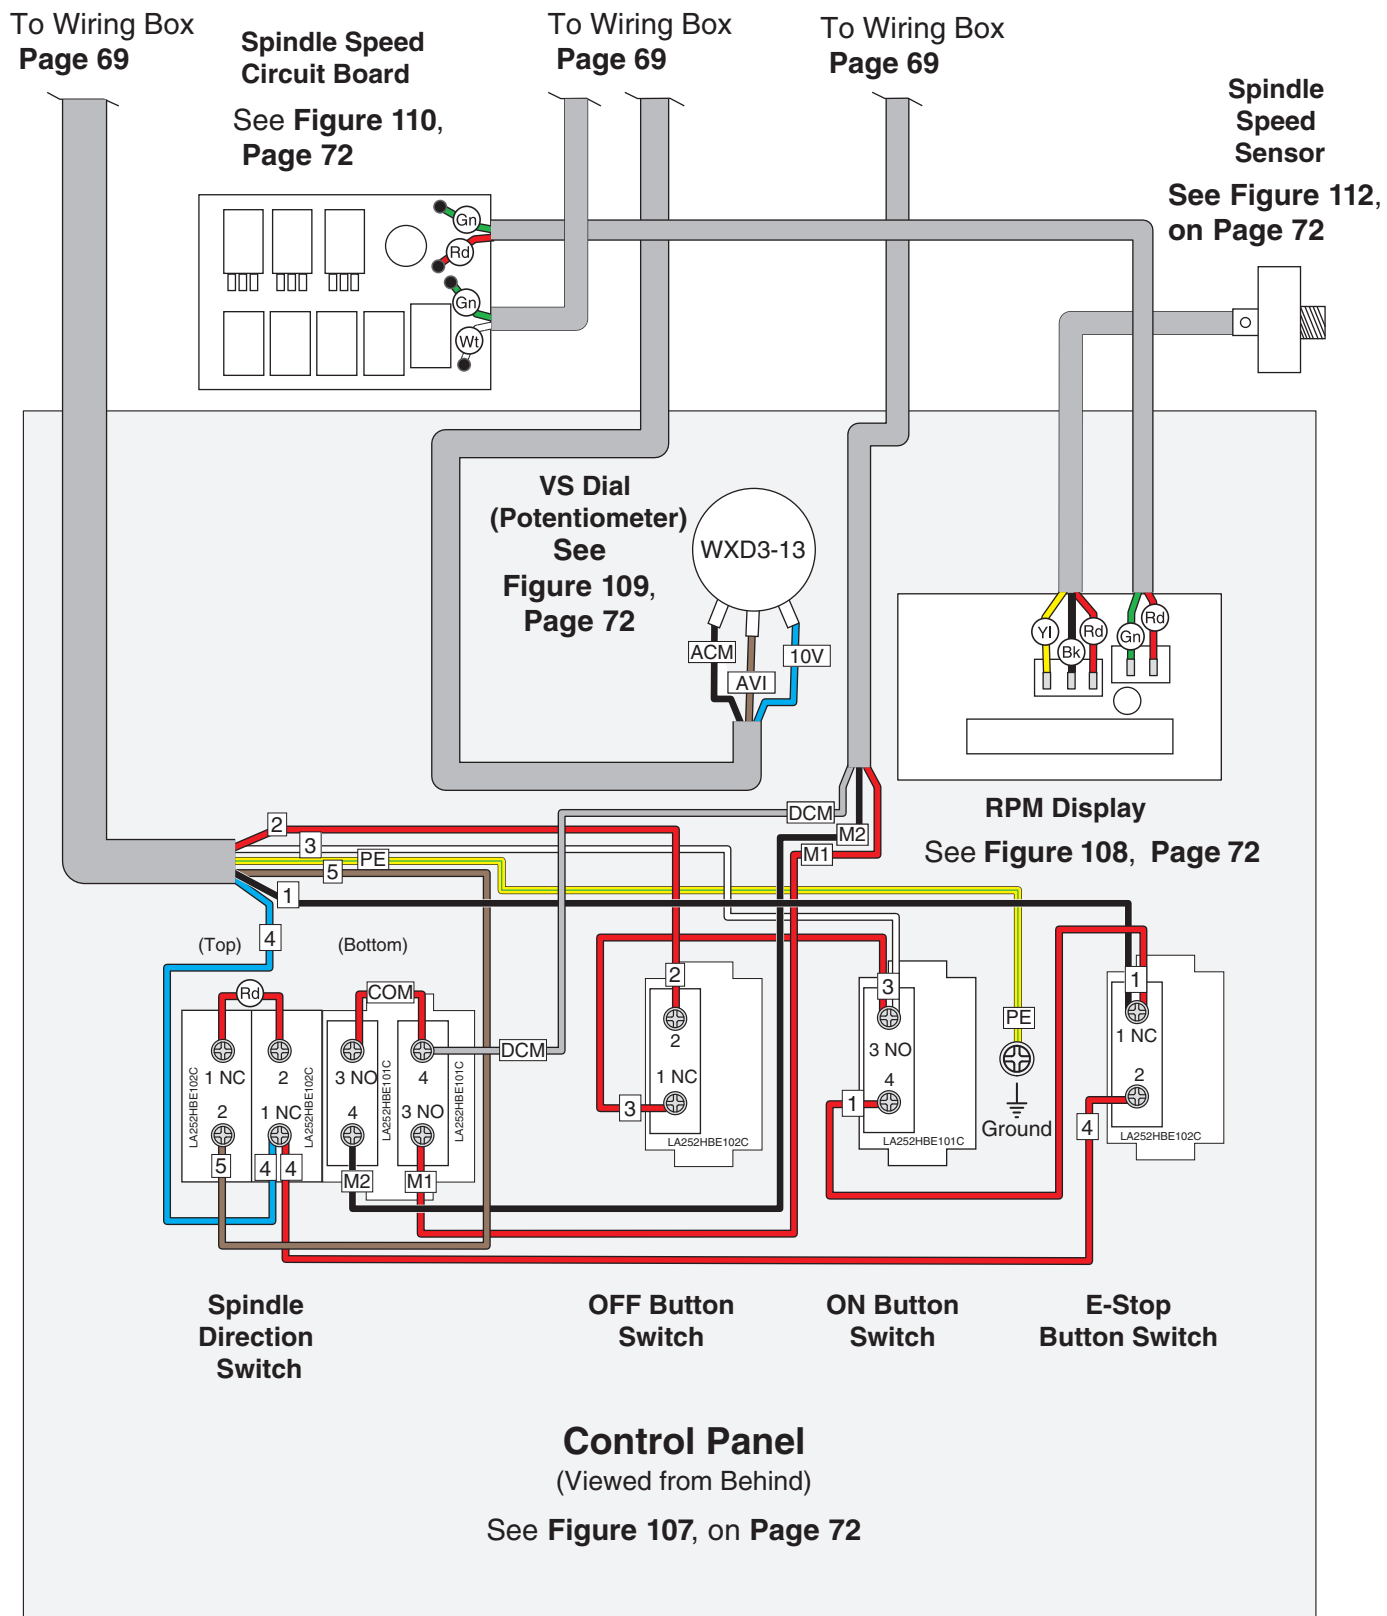 To Wiring Box
Page 69
Spindle Speed
Circuit Board
See Figure 110,
Page 72
To Wiring Box
Page 69
To Wiring Box
Page 69
Spindle
Speed
Sensor
See Figure 112,
on Page 72
Gn
Rd
Gn
Wt
VS Dial
(Potentiometer)
See
Figure 109,
Page 72
WXD3-13
ACM
AVI
10V
Yl
Bk
Rd
Gn
Rd
RPM Display
See Figure 108, Page 72
DCM
M2
M1
2
3
PE
5
1
4
(Top)
(Bottom)
Rd
COM
DCM
LA252HBE102C
1 NC
2
5
2
1 NC
4
4
LA252HBE102C
3 NO
4
M2
LA252HBE101C
4
3 NO
M1
LA252HBE101C
2
2
1 NC
3
LA252HBE102C
3
3 NO
4
1
LA252HBE101C
PE
Ground
1
1 NC
2
4
LA252HBE102C
Spindle
Direction
Switch
OFF Button
Switch
ON Button
Switch
E-Stop
Button Switch
Control Panel
(Viewed from Behind)
See Figure 107, on Page 72